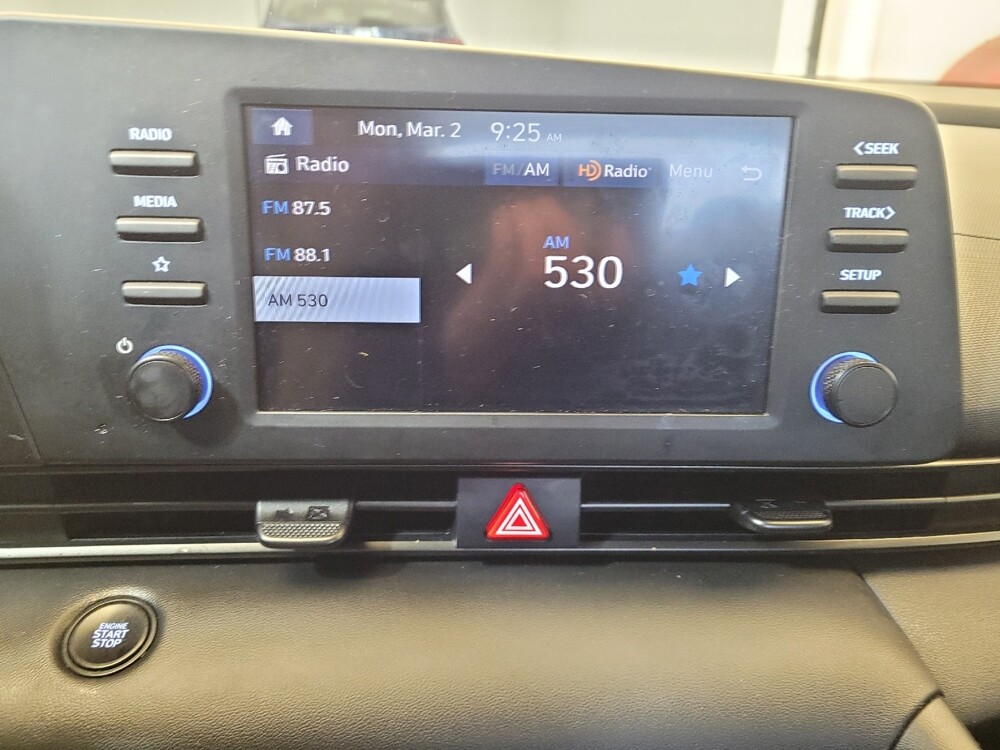 RADIO
MEDIA
Mon, Mar. 2 9:25 AM
Radio
FM/AM HD Radio Menu
FM 87.5
FM 88.1
AM 530
AM
530
<SEEK
TRACK>
SETUP
ENGINE
START
STOP